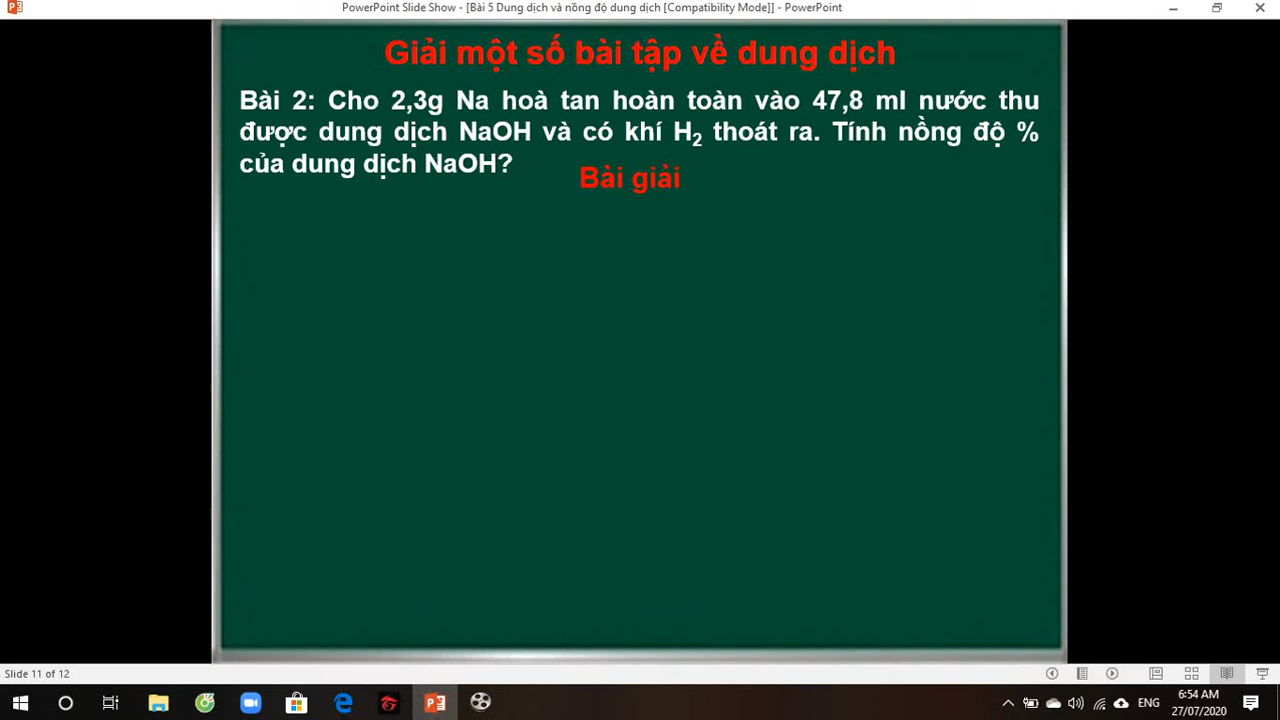 PowerPoint Slide Show - [Bài 5 Dung dịch và nồng độ dung dịch [Compatibility Mode]] - PowerPoint
Giải một số bài tập về dung dịch
Bài 2: Cho 2,3g Na hoà tan hoàn toàn vào 47,8 ml nước thu
được dung dịch NaOH và có khí H₂ thoát ra. Tính nồng độ %
của dung dịch NaOH?
Bài giải
Slide 11 of 12
ENG
6:54 AM
27/07/2020